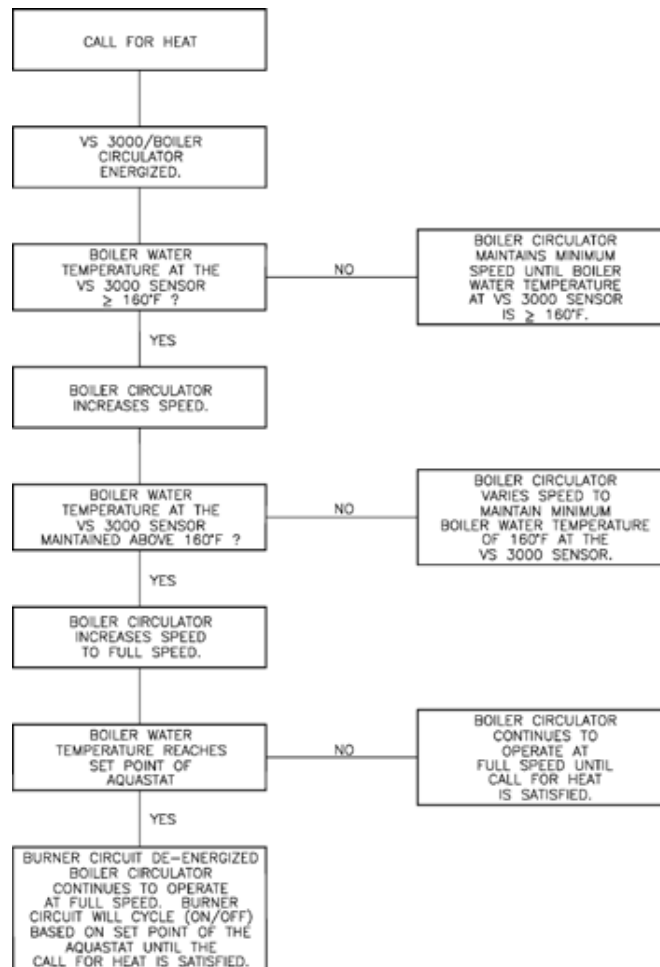 CALL FOR HEAT
VS 3000/BOILER
CIRCULATOR
ENERGIZED.
BOILER WATER
TEMPERATURE AT THE
VS 3000 SENSOR
≥ 160°F ?
NO
BOILER CIRCULATOR
MAINTAINS MINIMUM
SPEED UNTIL BOILER
WATER TEMPERATURE
AT VS 3000 SENSOR
IS ≥ 160°F.
YES
BOILER CIRCULATOR
INCREASES SPEED.
BOILER WATER
TEMPERATURE AT THE
VS 3000 SENSOR
MAINTAINED ABOVE 160°F ?
NO
BOILER CIRCULATOR
VARIES SPEED TO
MAINTAIN MINIMUM
BOILER WATER TEMPERATURE
OF 160°F AT THE
VS 3000 SENSOR.
YES
BOILER CIRCULATOR
INCREASES SPEED
TO FULL SPEED.
BOILER WATER
TEMPERATURE REACHES
SET POINT OF
AQUASTAT
NO
BOILER CIRCULATOR
CONTINUES TO
OPERATE AT
FULL SPEED UNTIL
CALL FOR HEAT
IS SATISFIED.
YES
BURNER CIRCUIT DE-ENERGIZED
BOILER CIRCULATOR
CONTINUES TO OPERATE
AT FULL SPEED. BURNER
CIRCUIT WILL CYCLE (ON/OFF)
BASED ON SET POINT OF THE
AQUASTAT UNTIL THE
CALL FOR HEAT IS SATISFIED.